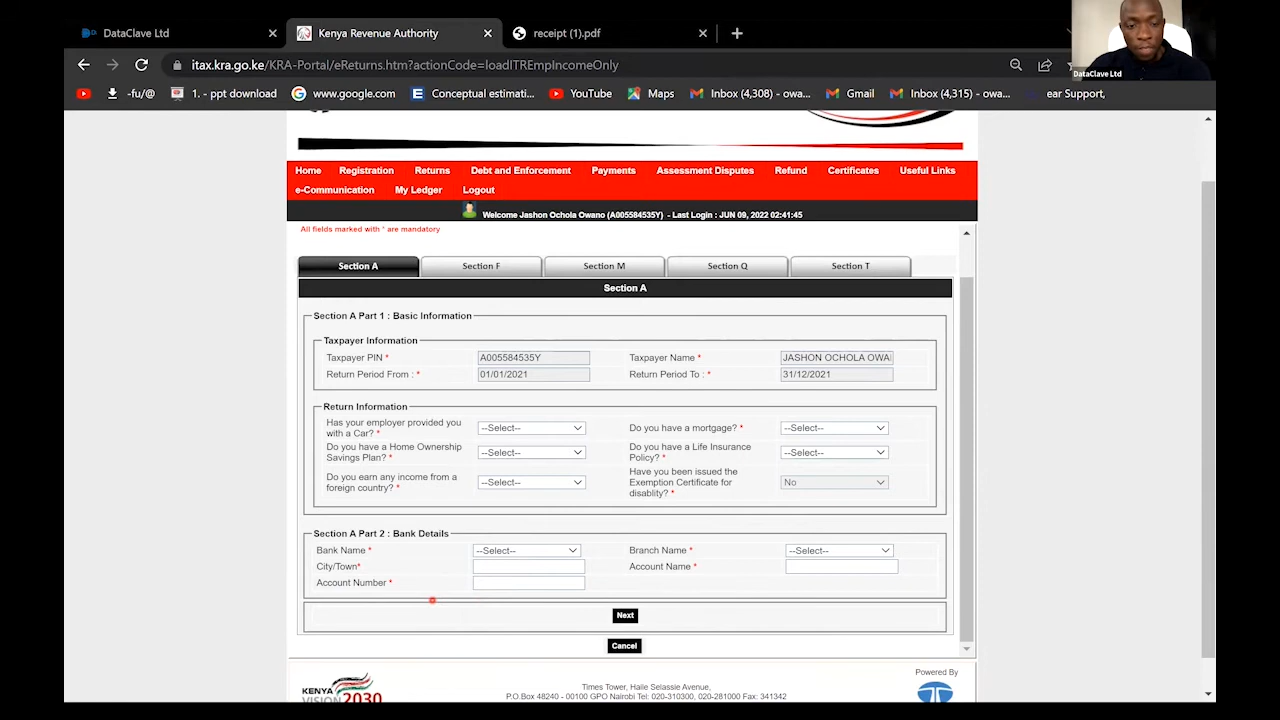 DataClave Ltd
Kenya Revenue Authority
receipt (1).pdf
itax.kra.go.ke/KRA-Portal/eReturns.htm?actionCode=loadITREmpIncomeOnly
DataClave Ltd
-fu/@
1. - ppt download
www.google.com
Conceptual estimati...
YouTube
Maps
Inbox (4,308) - owa...
Gmail
Inbox (4,315) - owa...
ear Support,
Home Registration Returns Debt and Enforcement Payments Assessment Disputes Refund Certificates Useful Links
e-Communication My Ledger Logout
Welcome Jashon Ochola Owano (A005584535Y) - Last Login : JUN 09, 2022 02:41:45
All fields marked with * are mandatory
Section A Section F Section M Section Q Section T
Section A
Section A Part 1 : Basic Information
Taxpayer Information
Taxpayer PIN * A005584535Y Taxpayer Name * JASHON OCHOLA OWA
Return Period From : * 01/01/2021 Return Period To : * 31/12/2021
Return Information
Has your employer provided you
with a Car? * --Select--
Do you have a mortgage? * --Select--
Do you have a Home Ownership
Savings Plan? * --Select--
Do you have a Life Insurance
Policy? * --Select--
Do you earn any income from a
foreign country? * --Select--
Have you been issued the
Exemption Certificate for
disablity? * No
Section A Part 2 : Bank Details
Bank Name * --Select-- Branch Name * --Select--
City/Town* Account Name *
Account Number *
Next
Cancel
Powered By
KENYA
VISION 2030
Times Tower, Haile Selassie Avenue,
P.O.Box 48240 - 00100 GPO Nairobi Tel: 020-310300, 020-281000 Fax: 341342